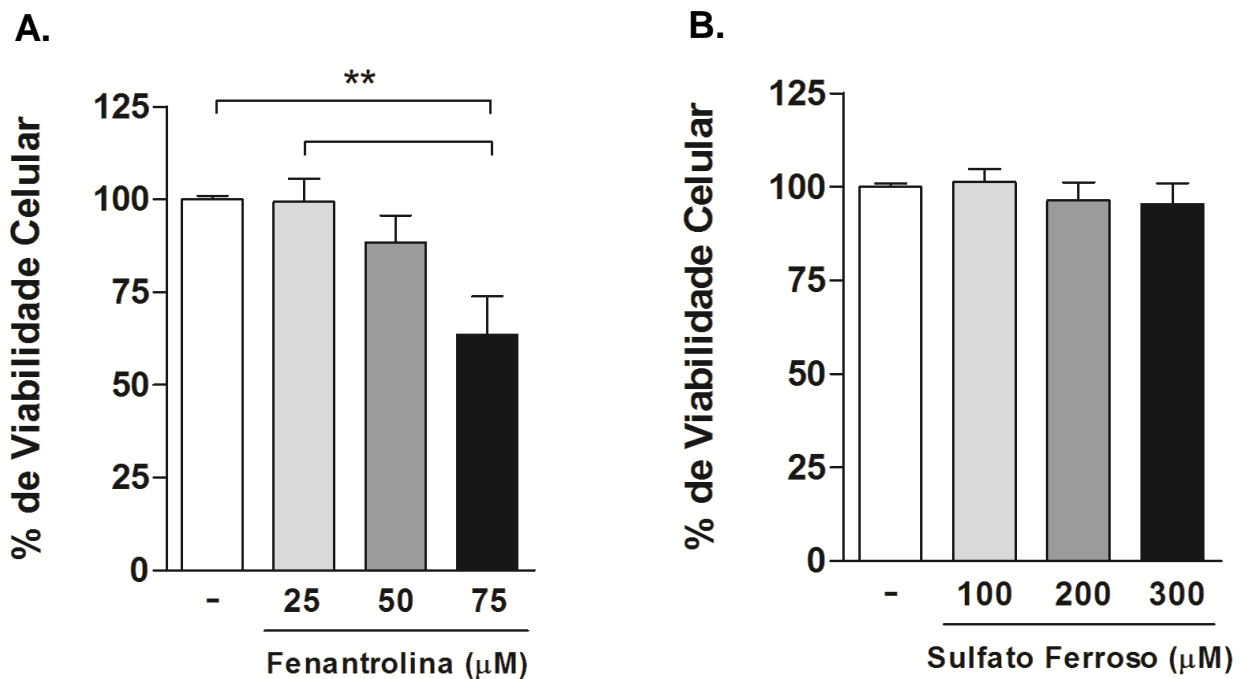 A.
**
% de Viabilidade Celular
125
100
75
50
25
0
- 25 50 75
Fenantrolina (μM)
B.
% de Viabilidade Celular
125
100
75
50
25
0
- 100 200 300
Sulfato Ferroso (μM)